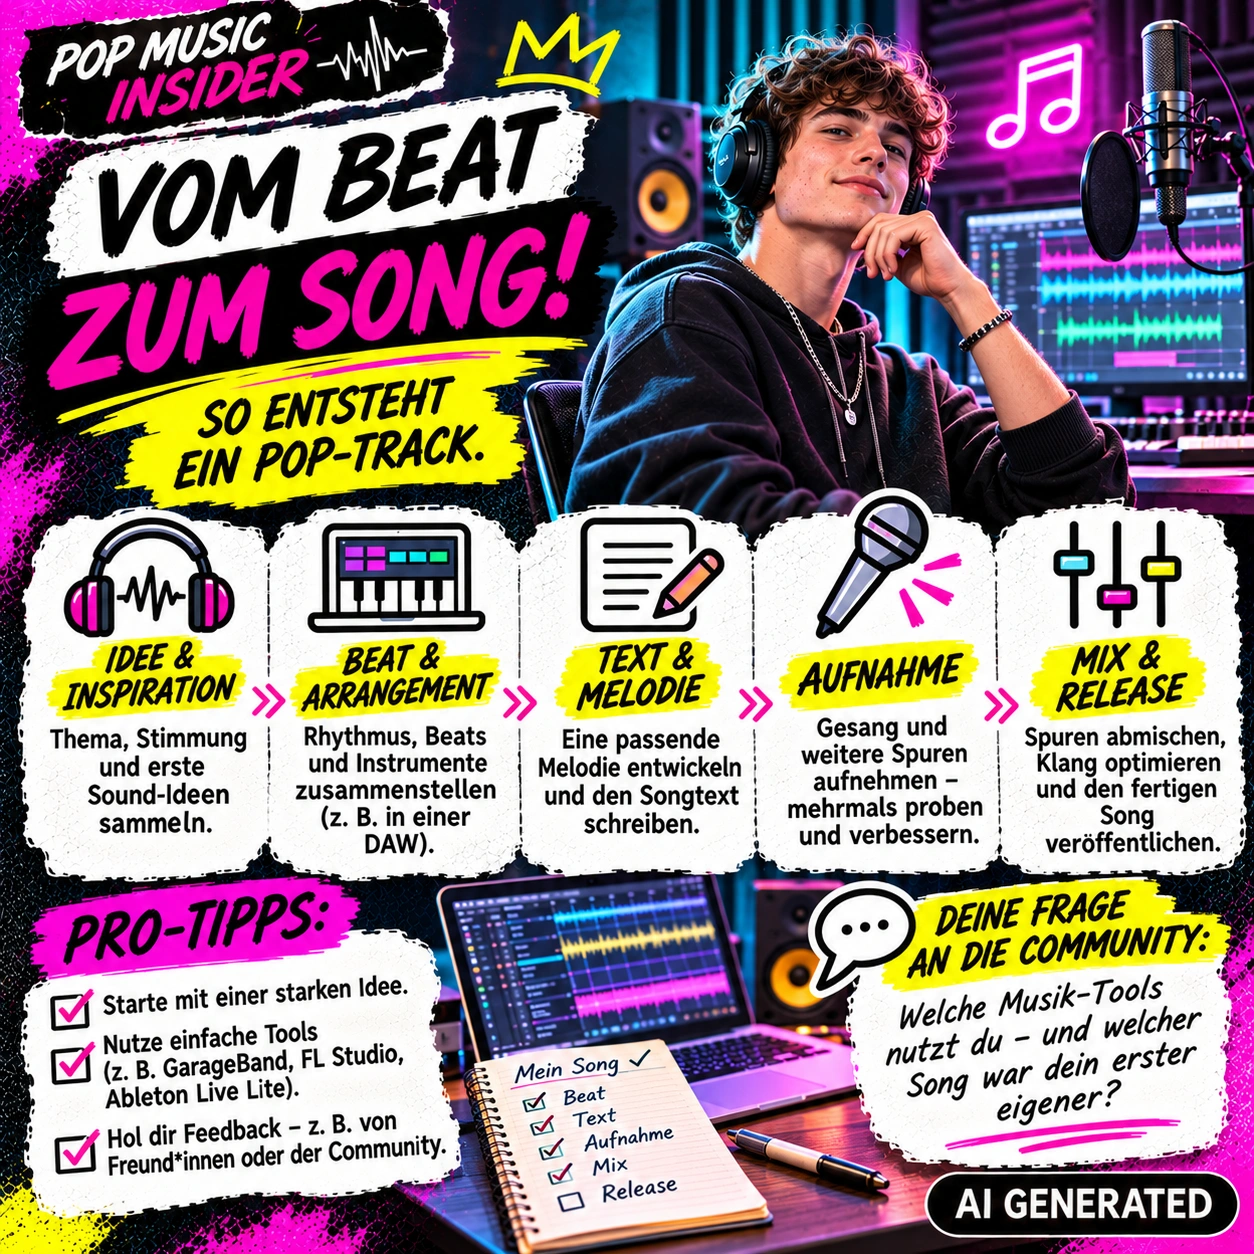 POP MUSIC
INSIDER
VOM BEAT
ZUM SONG!
SO ENTSTEHT
EIN POP-TRACK.
IDEE &
INSPIRATION
Thema, Stimmung
und erste
Sound-Ideen
sammeln.
BEAT &
ARRANGEMENT
Rhythmus, Beats
und Instrumente
zusammenstellen
(z. B. in einer
DAW).
TEXT &
MELODIE
Eine passende
Melodie entwickeln
und den Songtext
schreiben.
AUFNAHME
Gesang und
weitere Spuren
aufnehmen –
mehrmals proben
und verbessern.
MIX &
RELEASE
Spuren abmischen,
Klang optimieren
und den fertigen
Song
veröffentlichen.
PRO-TIPPS:
Starte mit einer starken Idee.
Nutze einfache Tools
(z. B. GarageBand, FL Studio,
Ableton Live Lite).
Hol dir Feedback – z. B. von
Freund*innen oder der Community.
Mein Song ✓
Beat
Text
Aufnahme
Mix
Release
DEINE FRAGE
AN DIE COMMUNITY:
Welche Musik-Tools
nutzt du – und welcher
Song war dein erster
eigener?
AI GENERATED